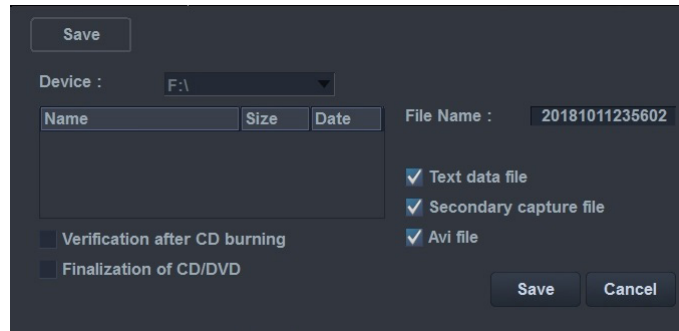 Save
Device :
F:\
Name Size Date
File Name : 20181011235602
Text data file
Secondary capture file
Avi file
Verification after CD burning
Finalization of CD/DVD
Save Cancel